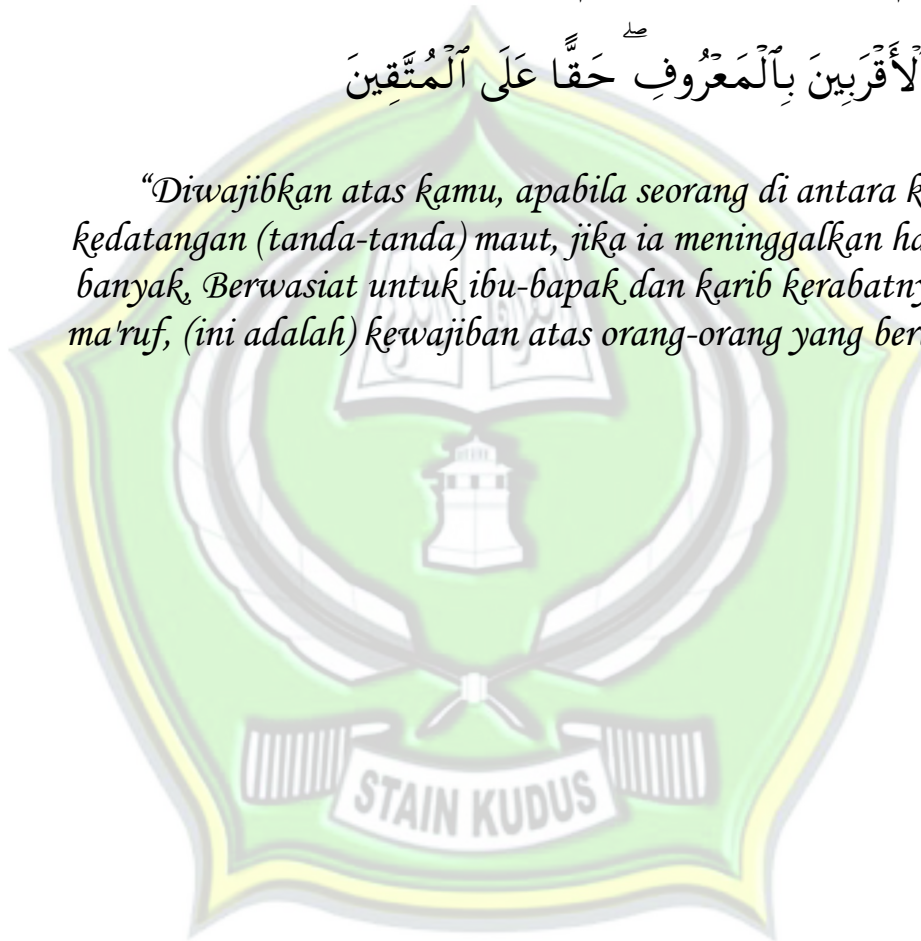 ٱلْأَقْرَبِينَ بِٱلْمَعْرُوفِ ۖ حَقًّا عَلَى ٱلْمُتَّقِينَ
“Diwajibkan atas kamu, apabila seorang di antara k
kedatangan (tanda-tanda) maut, jika ia meninggalkan ha
banyak, Berwasiat untuk ibu-bapak dan karib kerabatny
ma'ruf, (ini adalah) kewajiban atas orang-orang yang ber
STAIN KUDUS